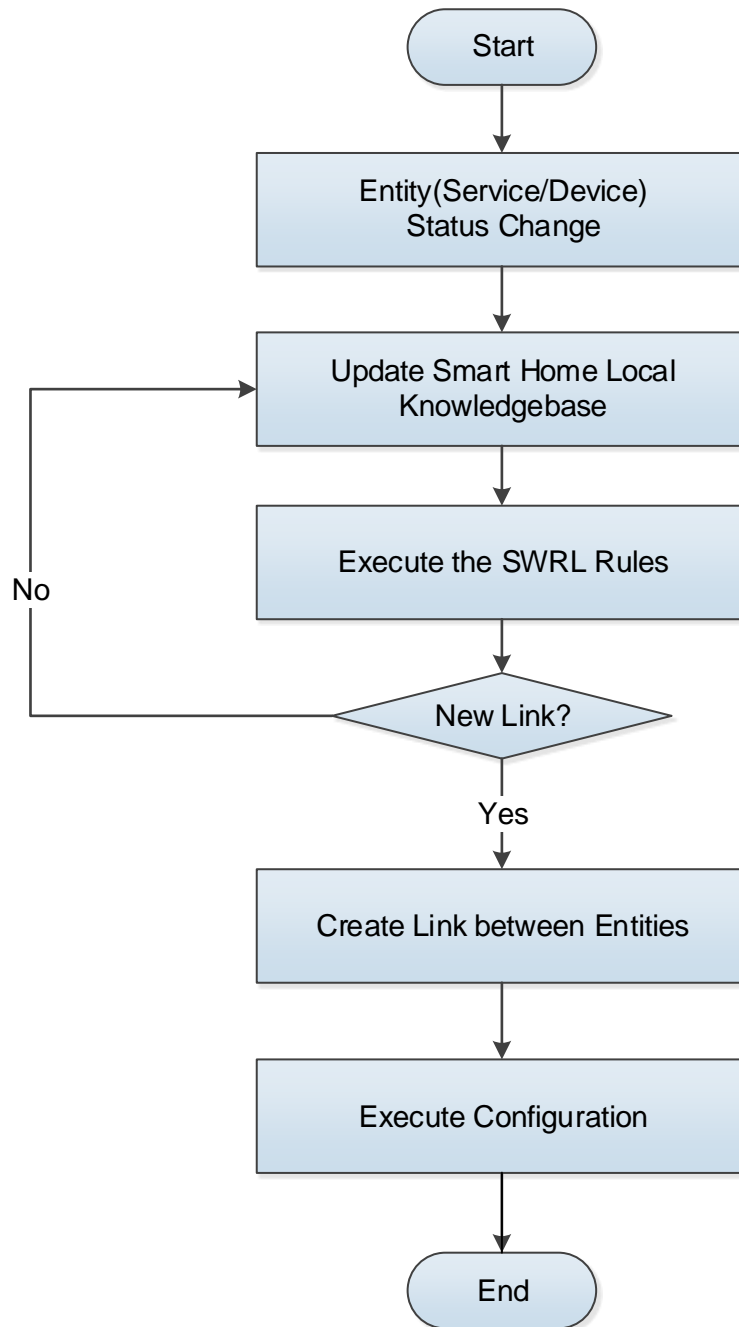 Start
Entity(Service/Device)
Status Change
Update Smart Home Local
Knowledgebase
Execute the SWRL Rules
No
New Link?
Yes
Create Link between Entities
Execute Configuration
End